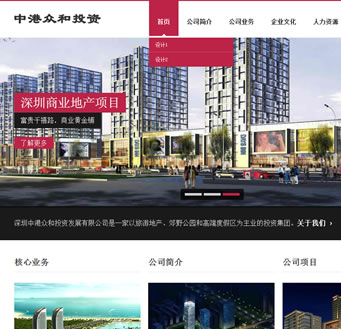 中港众和投资
首页 公司简介 公司业务 企业文化 人力资源
设计1
设计2
深圳商业地产项目
富贵千禧路、商业黄金铺
了解更多
深圳中港众和投资发展有限公司是一家以旅游地产、郊野公园和高端度假区为主业的投资集团。 关于我们 ›
核心业务 公司简介 公司项目